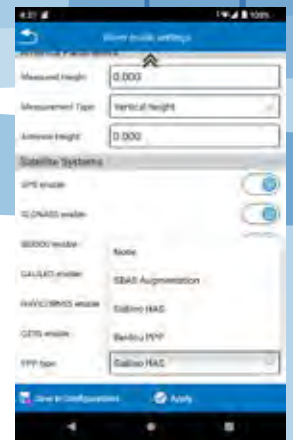 Rover mode settings
Antenna Parameters
Measured Height 0.000
Measurement Type Vertical height
Antenna Height 0.000
Satellite Systems
GPS enable
GLONASS enable
BEIDOU enable
None
GALILEO enable
SBAS Augmentation
enable
Galileo HAS
QZSS enable
Beidou PPP
PPP type Galileo HAS
Save to Configurations Apply